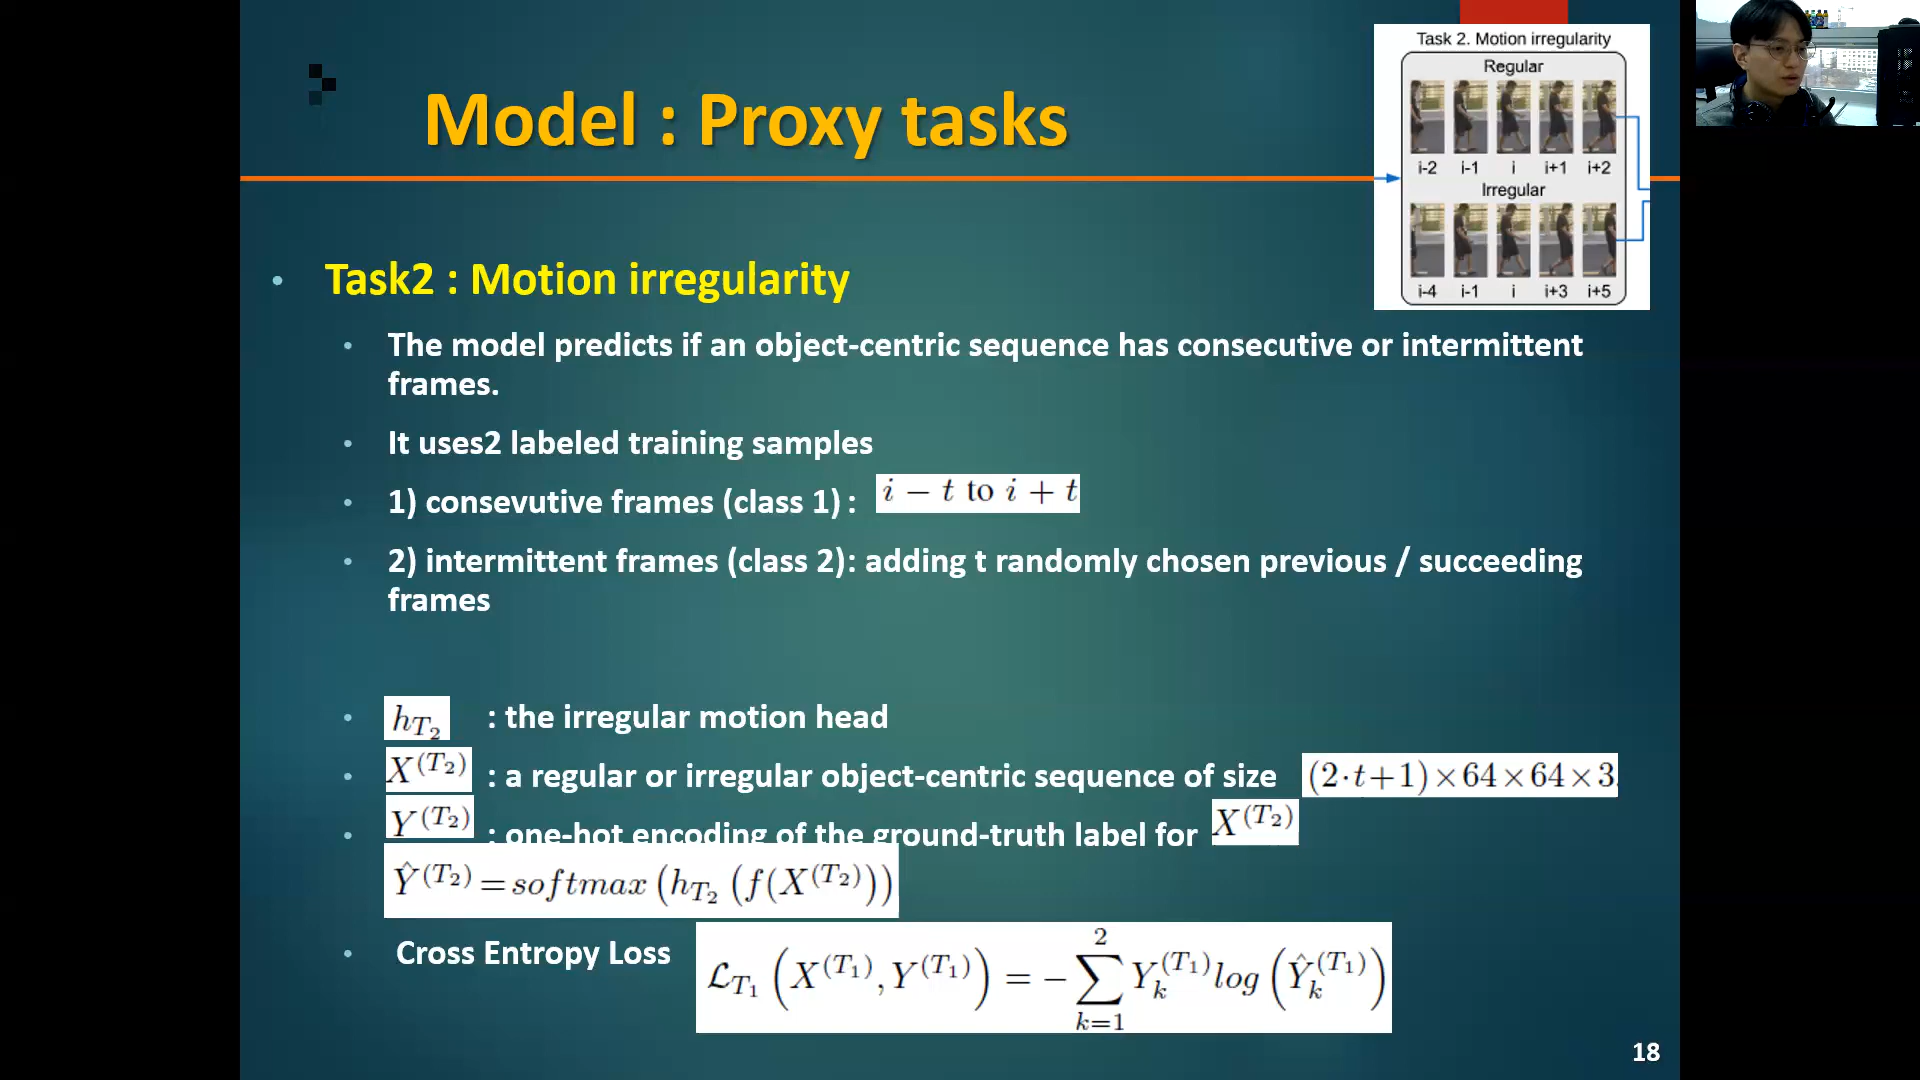 Model : Proxy tasks
Task 2. Motion irregularity
Regular
i-2 i-1 i i+1 i+2
Irregular
i-4 i-1 i i+3 i+5
• Task2 : Motion irregularity
• The model predicts if an object-centric sequence has consecutive or intermittent
frames.
• It uses2 labeled training samples
• 1) consevutive frames (class 1) : i − t to i + t
• 2) intermittent frames (class 2): adding t randomly chosen previous / succeeding
frames
• h_{T_2} : the irregular motion head
• X^{(T_2)} : a regular or irregular object-centric sequence of size (2·t+1)×64×64×3
• Y^{(T_2)} : one-hot encoding of the ground-truth label for X^{(T_2)}
Ŷ^{(T_2)} = softmax (h_{T_2} (f(X^{(T_2)}))
• Cross Entropy Loss ℒ_{T_1} (X^{(T_1)}, Y^{(T_1)}) = − ∑_{k=1}^{2} Y_k^{(T_1)} log (Ŷ_k^{(T_1)})
18